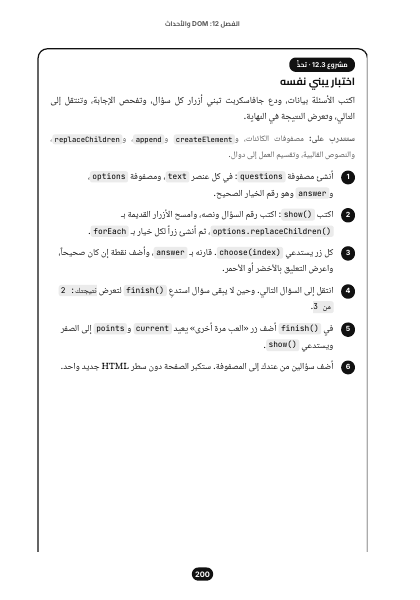 الفصل 12: DOM والأحداث
مشروع 12.3 · تحدٍّ
اختبار يبني نفسه
اكتب الأسئلة بيانات، ودع جافاسكربت تبني أزرار كل سؤال، وتفحص الإجابة، وتنتقل إلى
التالي، وتعرض النتيجة في النهاية.
ستتدرب على: مصفوفات الكائنات، و createElement و append، و replaceChildren،
والنصوص القالبية، وتقسيم العمل إلى دوال.
1 أنشئ مصفوفة questions: في كل عنصر text، ومصفوفة options،
و answer وهو رقم الخيار الصحيح.
2 اكتب show(): اكتب رقم السؤال ونصه، وامسح الأزرار القديمة بـ
options.replaceChildren()، ثم أنشئ زراً لكل خيار بـ forEach.
3 كل زر يستدعي choose(index). قارنه بـ answer، وأضف نقطة إن كان صحيحاً،
واعرض التعليق بالأخضر أو الأحمر.
4 انتقل إلى السؤال التالي. وحين لا يبقى سؤال استدعِ finish() لتعرض نتيجتك: 2
من 3.
5 في finish() أضف زر «العب مرة أخرى» يعيد current و points إلى الصفر
ويستدعي show().
6 أضف سؤالين من عندك إلى المصفوفة. ستكبر الصفحة دون سطر HTML جديد واحد.
200